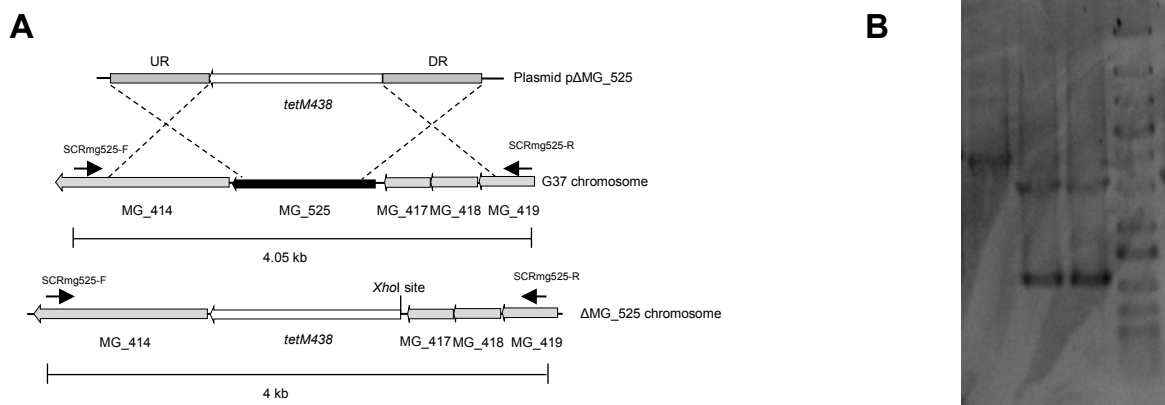 A
B
UR
DR
Plasmid pΔMG_525
tetM438
SCRmg525-F
SCRmg525-R
G37 chromosome
MG_414
MG_525
MG_417 MG_418 MG_419
4.05 kb
SCRmg525-F
XhoI site
SCRmg525-R
ΔMG_525 chromosome
MG_414
tetM438
MG_417 MG_418 MG_419
4 kb